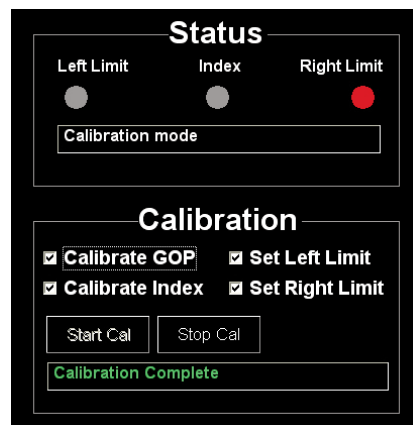 Status
Left Limit Index Right Limit
Calibration mode
Calibration
Calibrate GOP Set Left Limit
Calibrate Index Set Right Limit
Start Cal Stop Cal
Calibration Complete